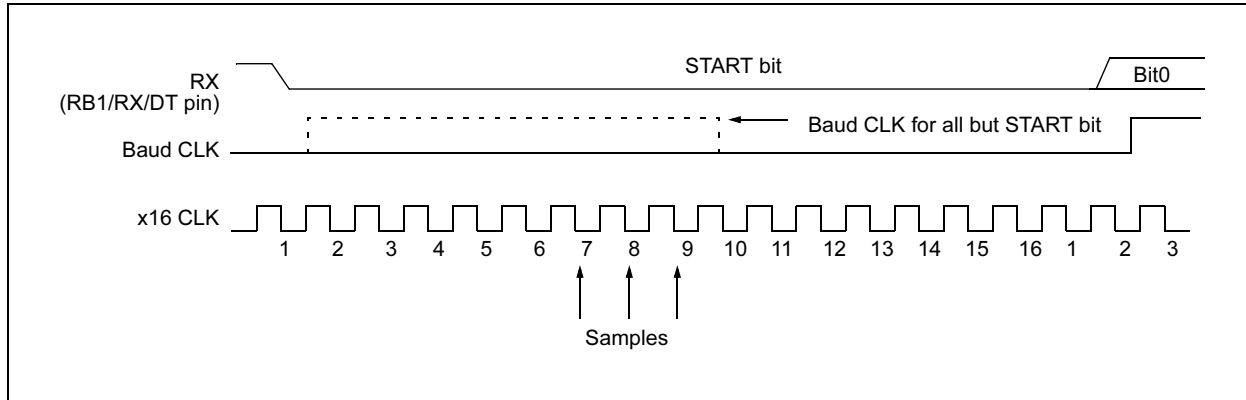 START bit
RX
(RB1/RX/DT pin)
Bit0
Baud CLK for all but START bit
Baud CLK
x16 CLK
1 2 3 4 5 6 7 8 9 10 11 12 13 14 15 16 1 2 3
Samples